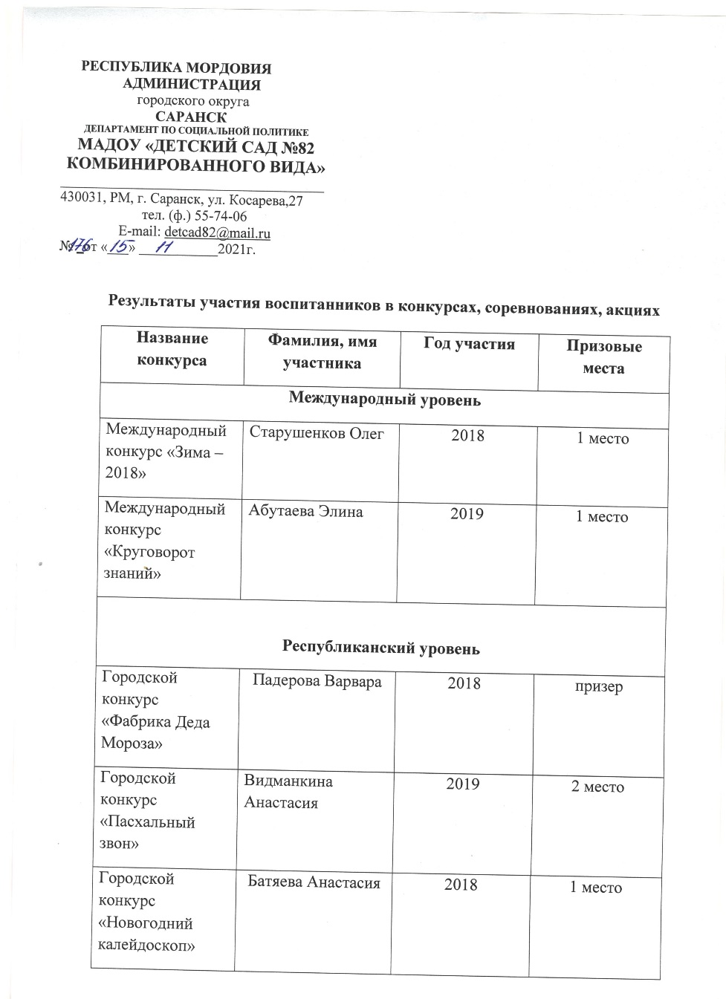 РЕСПУБЛИКА МОРДОВИЯ
АДМИНИСТРАЦИЯ
городского округа
САРАНСК
ДЕПАРТАМЕНТ ПО СОЦИАЛЬНОЙ ПОЛИТИКЕ
МАДОУ «ДЕТСКИЙ САД №82
КОМБИНИРОВАННОГО ВИДА»
430031, РМ, г. Саранск, ул. Косарева,27
тел. (ф.) 55-74-06
E-mail: detcad82@mail.ru
№ 176 от «15» 11 2021г.
Результаты участия воспитанников в конкурсах, соревнованиях, акциях
Название
конкурса
Фамилия, имя
участника
Год участия
Призовые
места
Международный уровень
Международный
конкурс «Зима –
2018»
Старушенков Олег
2018
1 место
Международный
конкурс
«Круговорот
знаний»
Абутаева Элина
2019
1 место
Республиканский уровень
Городской
конкурс
«Фабрика Деда
Мороза»
Падерова Варвара
2018
призер
Городской
конкурс
«Пасхальный
звон»
Видманкина
Анастасия
2019
2 место
Городской
конкурс
«Новогодний
калейдоскоп»
Батяева Анастасия
2018
1 место